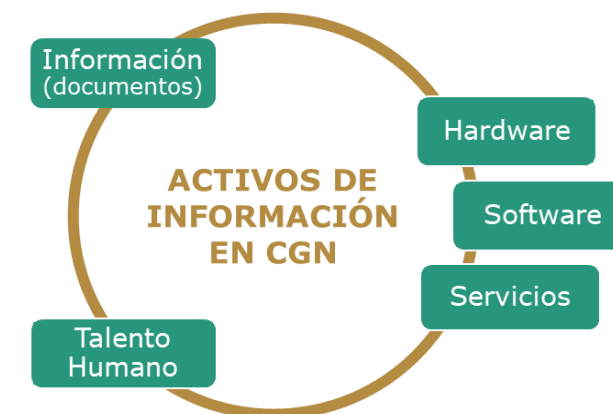 Información
(documentos)
Hardware
ACTIVOS DE
INFORMACIÓN
EN CGN
Software
Servicios
Talento
Humano